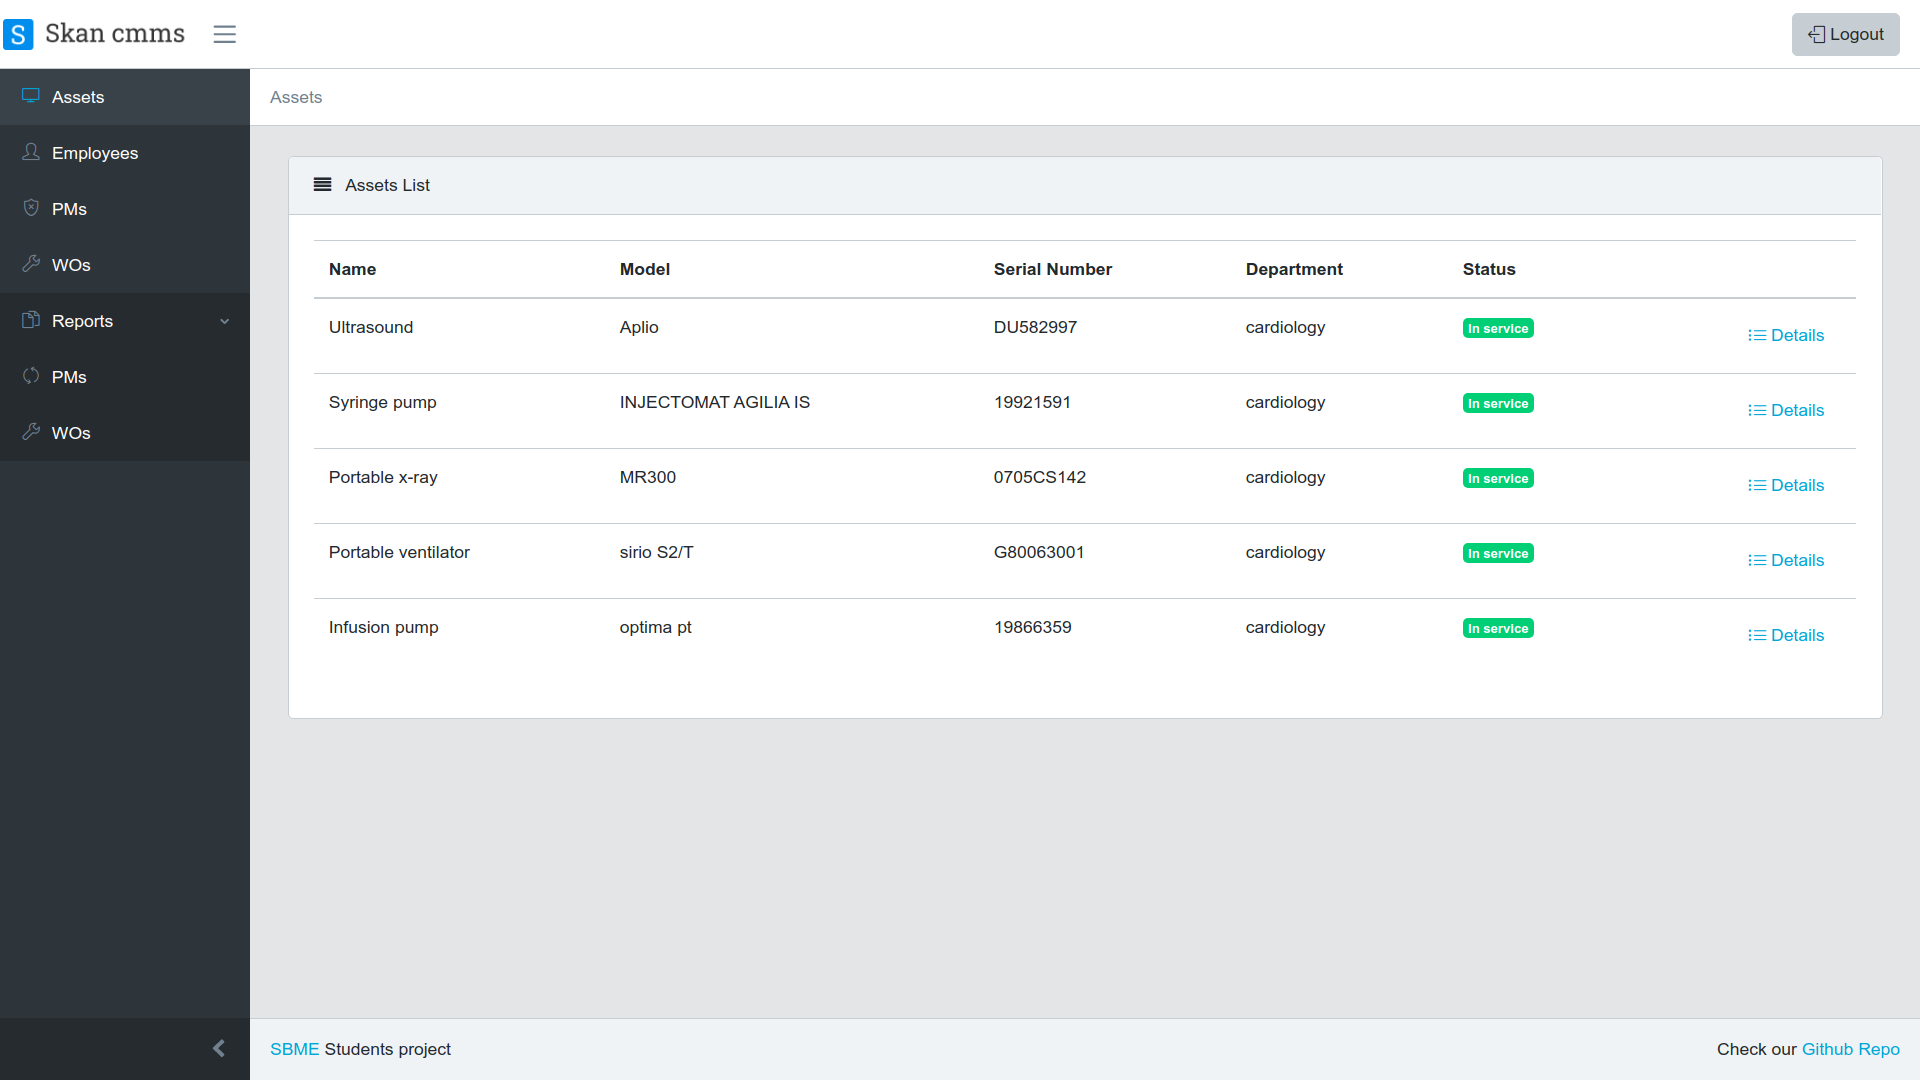 S Skan cmms
Logout
Assets
Employees
PMs
WOs
Reports
PMs
WOs
Assets
Assets List
Name Model Serial Number Department Status
Ultrasound Aplio DU582997 cardiology In service Details
Syringe pump INJECTOMAT AGILIA IS 19921591 cardiology In service Details
Portable x-ray MR300 0705CS142 cardiology In service Details
Portable ventilator sirio S2/T G80063001 cardiology In service Details
Infusion pump optima pt 19866359 cardiology In service Details
SBME Students project
Check our Github Repo